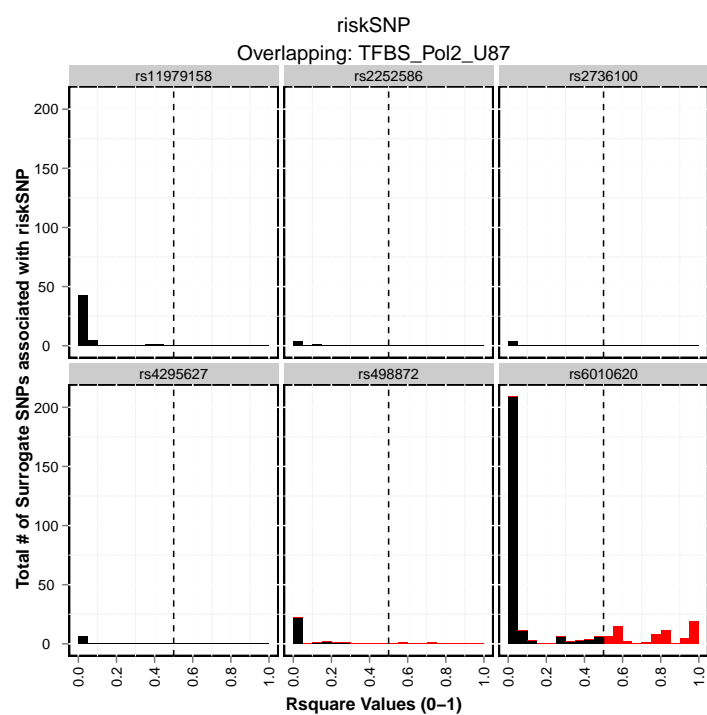 riskSNP
Overlapping: TFBS_Pol2_U87
rs11979158 rs2252586 rs2736100
200
150
100
50
0
rs4295627 rs498872 rs6010620
200
150
100
50
0
0.0 0.2 0.4 0.6 0.8 1.0 0.0 0.2 0.4 0.6 0.8 1.0 0.0 0.2 0.4 0.6 0.8 1.0
Rsquare Values (0−1)
Total # of Surrogate SNPs associated with riskSNP